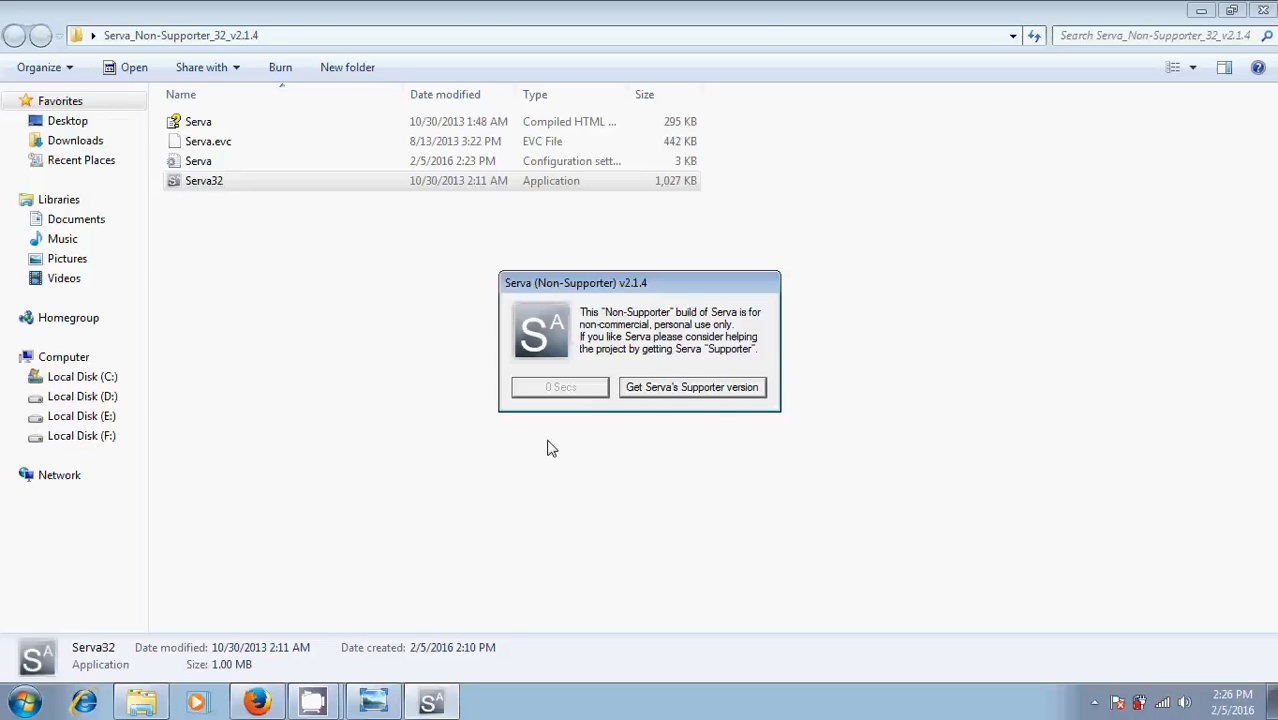 Serva_Non-Supporter_32_v2.1.4
Search Serva_Non-Supporter_32_v2.1.4
Organize Open Share with Burn New folder
Name Date modified Type Size
Serva 10/30/2013 1:48 AM Compiled HTML ... 295 KB
Serva.evc 8/13/2013 3:22 PM EVC File 442 KB
Serva 2/5/2016 2:23 PM Configuration sett... 3 KB
Serva32 10/30/2013 2:11 AM Application 1,027 KB
Favorites
Desktop
Downloads
Recent Places
Libraries
Documents
Music
Pictures
Videos
Homegroup
Computer
Local Disk (C:)
Local Disk (D:)
Local Disk (E:)
Local Disk (F:)
Network
Serva (Non-Supporter) v2.1.4
SA
This "Non-Supporter" build of Serva is for
non-commercial, personal use only.
If you like Serva please consider helping
the project by getting Serva "Supporter".
0 Secs Get Serva's Supporter version
SA
Serva32 Date modified: 10/30/2013 2:11 AM Date created: 2/5/2016 2:10 PM
Application Size: 1.00 MB
SA
2:26 PM
2/5/2016